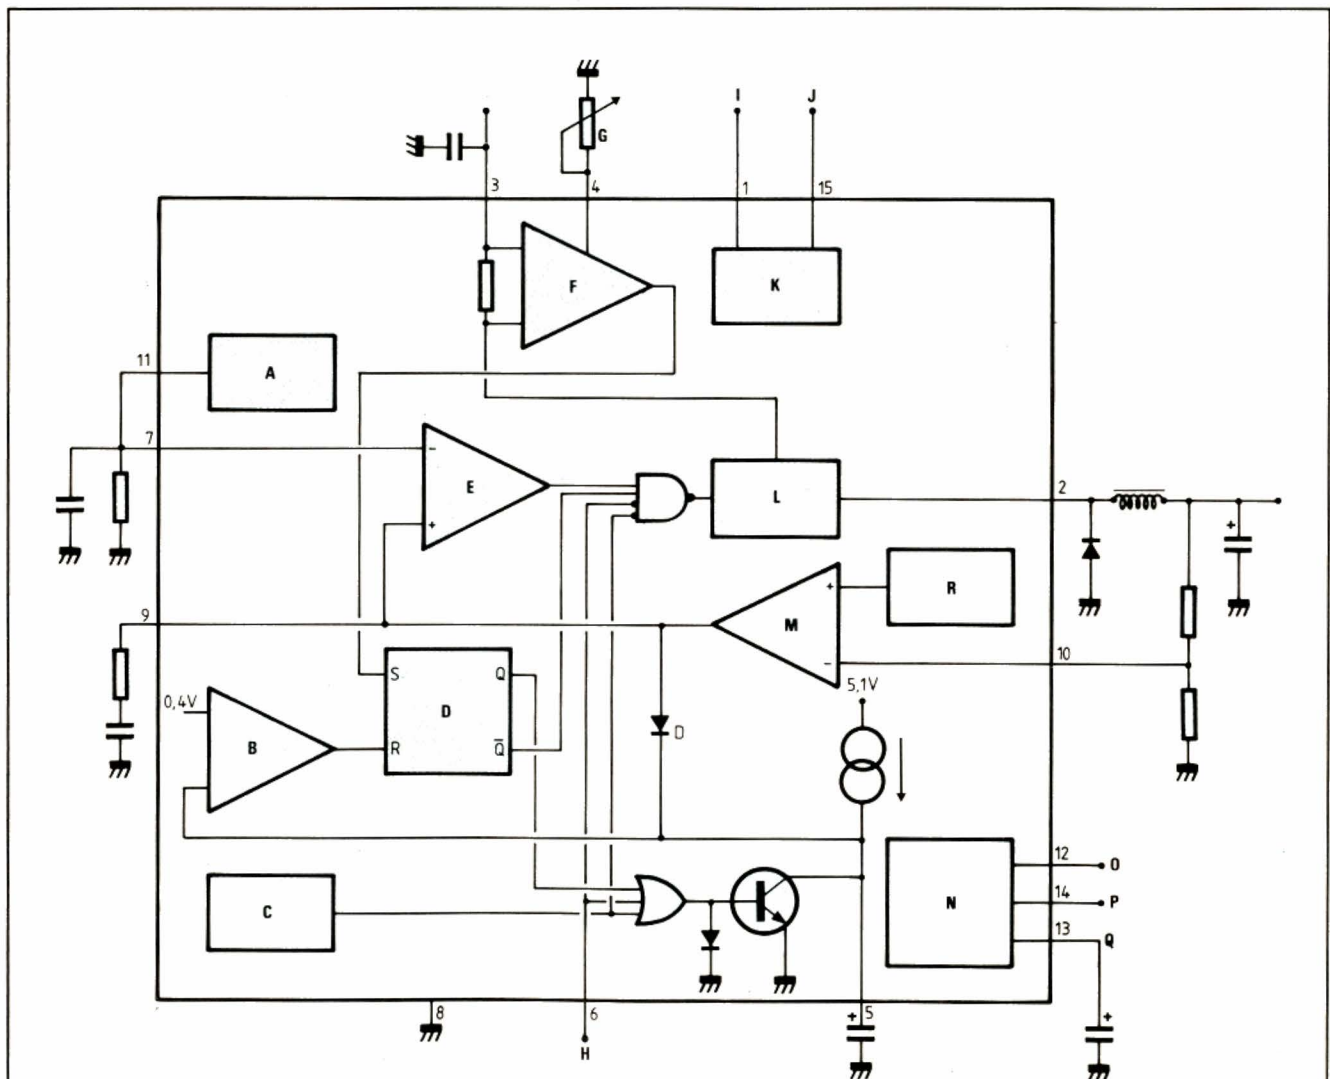 I J
G
3 4 1 15
F
K
11
A
7
−
E
+
L
2
R
+
M
−
9
10
S Q
D
R Q̅
0,4V
B
D
5,1V
C
N
12 O
14 P
13 Q
8
6
H
+ 5
+
+